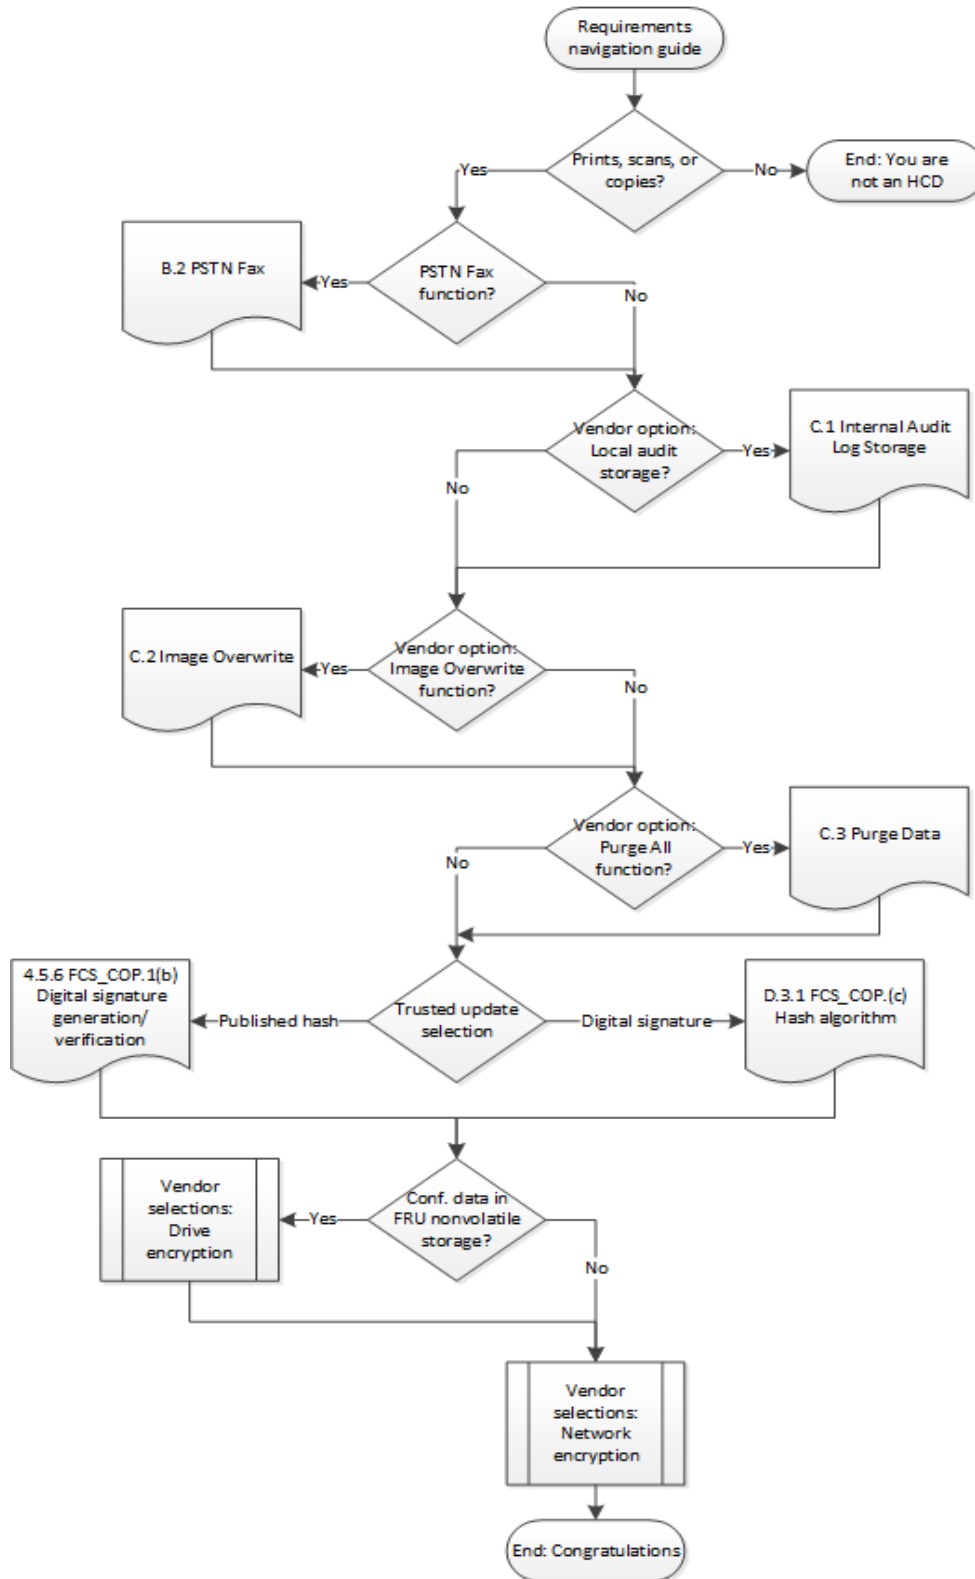 Requirements
navigation guide
Prints, scans, or
copies?
Yes
No
End: You are
not an HCD
B.2 PSTN Fax
Yes
PSTN Fax
function?
No
Vendor option:
Local audit
storage?
Yes
C.1 Internal Audit
Log Storage
No
C.2 Image Overwrite
Yes
Vendor option:
Image Overwrite
function?
No
Vendor option:
Purge All
function?
Yes
C.3 Purge Data
No
4.5.6 FCS_COP.1(b)
Digital signature
generation/
verification
Published hash
Trusted update
selection
Digital signature
D.3.1 FCS_COP.(c)
Hash algorithm
Vendor
selections:
Drive
encryption
Yes
Conf. data in
FRU nonvolatile
storage?
No
Vendor
selections:
Network
encryption
End: Congratulations